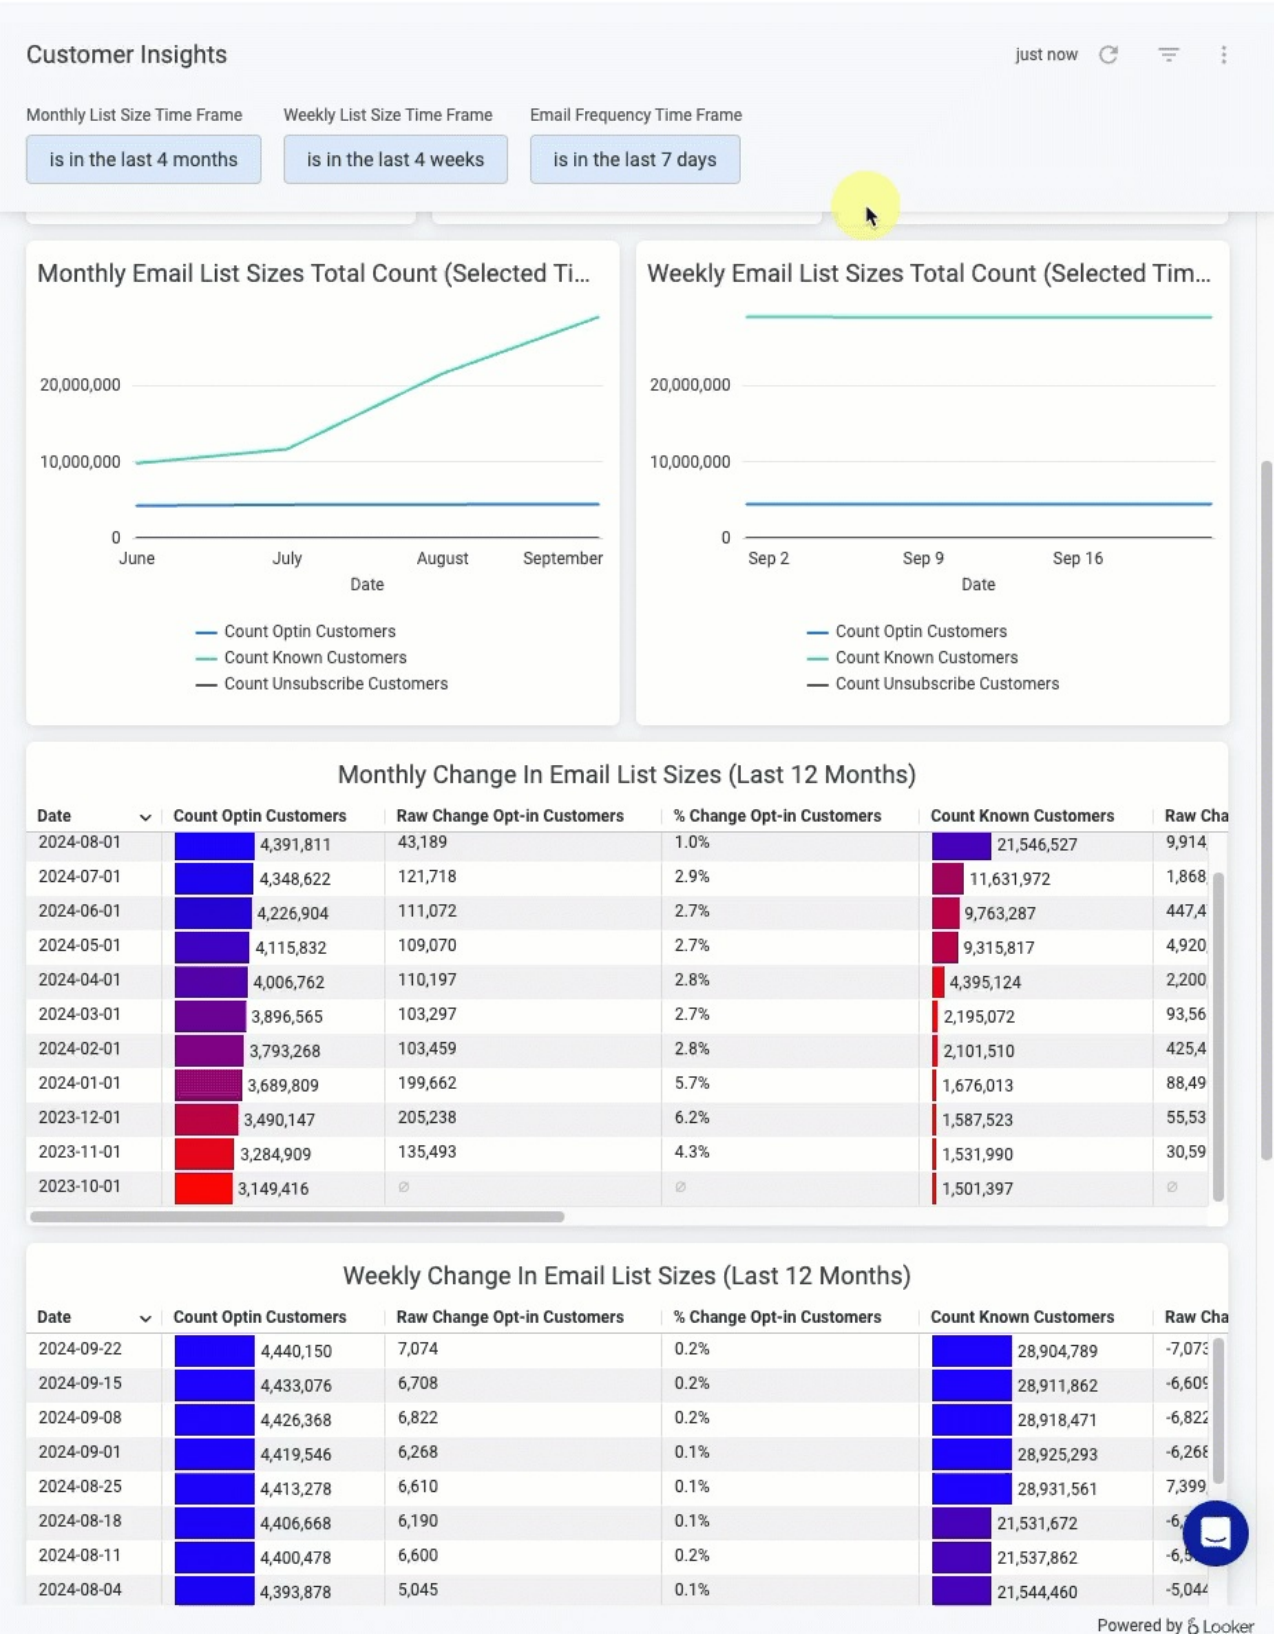 Customer Insights
just now
Monthly List Size Time Frame
Weekly List Size Time Frame
Email Frequency Time Frame
is in the last 4 months
is in the last 4 weeks
is in the last 7 days
Monthly Email List Sizes Total Count (Selected Ti...
20,000,000
10,000,000
0
June July August September
Date
Count Optin Customers
Count Known Customers
Count Unsubscribe Customers
Weekly Email List Sizes Total Count (Selected Tim...
20,000,000
10,000,000
0
Sep 2 Sep 9 Sep 16
Date
Count Optin Customers
Count Known Customers
Count Unsubscribe Customers
Monthly Change In Email List Sizes (Last 12 Months)
Date Count Optin Customers Raw Change Opt-in Customers % Change Opt-in Customers Count Known Customers Raw Cha
2024-08-01 4,391,811 43,189 1.0% 21,546,527 9,914,
2024-07-01 4,348,622 121,718 2.9% 11,631,972 1,868,
2024-06-01 4,226,904 111,072 2.7% 9,763,287 447,4
2024-05-01 4,115,832 109,070 2.7% 9,315,817 4,920,
2024-04-01 4,006,762 110,197 2.8% 4,395,124 2,200,
2024-03-01 3,896,565 103,297 2.7% 2,195,072 93,56
2024-02-01 3,793,268 103,459 2.8% 2,101,510 425,4
2024-01-01 3,689,809 199,662 5.7% 1,676,013 88,49
2023-12-01 3,490,147 205,238 6.2% 1,587,523 55,53
2023-11-01 3,284,909 135,493 4.3% 1,531,990 30,59
2023-10-01 3,149,416 ∅ ∅ 1,501,397 ∅
Weekly Change In Email List Sizes (Last 12 Months)
Date Count Optin Customers Raw Change Opt-in Customers % Change Opt-in Customers Count Known Customers Raw Cha
2024-09-22 4,440,150 7,074 0.2% 28,904,789 -7,073
2024-09-15 4,433,076 6,708 0.2% 28,911,862 -6,609
2024-09-08 4,426,368 6,822 0.2% 28,918,471 -6,822
2024-09-01 4,419,546 6,268 0.1% 28,925,293 -6,268
2024-08-25 4,413,278 6,610 0.1% 28,931,561 7,399,
2024-08-18 4,406,668 6,190 0.1% 21,531,672
2024-08-11 4,400,478 6,600 0.2% 21,537,862
2024-08-04 4,393,878 5,045 0.1% 21,544,460 -5,044
Powered by Looker